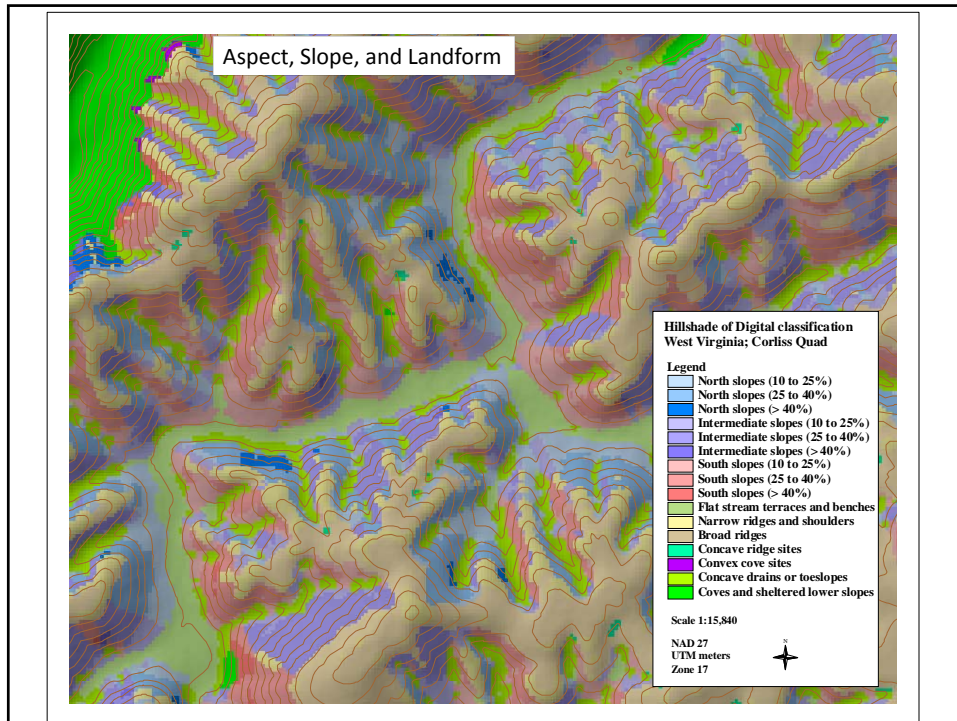 Aspect, Slope, and Landform
Hillshade of Digital classification
West Virginia; Corliss Quad
Legend
North slopes (10 to 25%)
North slopes (25 to 40%)
North slopes (> 40%)
Intermediate slopes (10 to 25%)
Intermediate slopes (25 to 40%)
Intermediate slopes (> 40%)
South slopes (10 to 25%)
South slopes (25 to 40%)
South slopes (> 40%)
Flat stream terraces and benches
Narrow ridges and shoulders
Broad ridges
Concave ridge sites
Convex cove sites
Concave drains or toeslopes
Coves and sheltered lower slopes
Scale 1:15,840
NAD 27
UTM meters
Zone 17
N